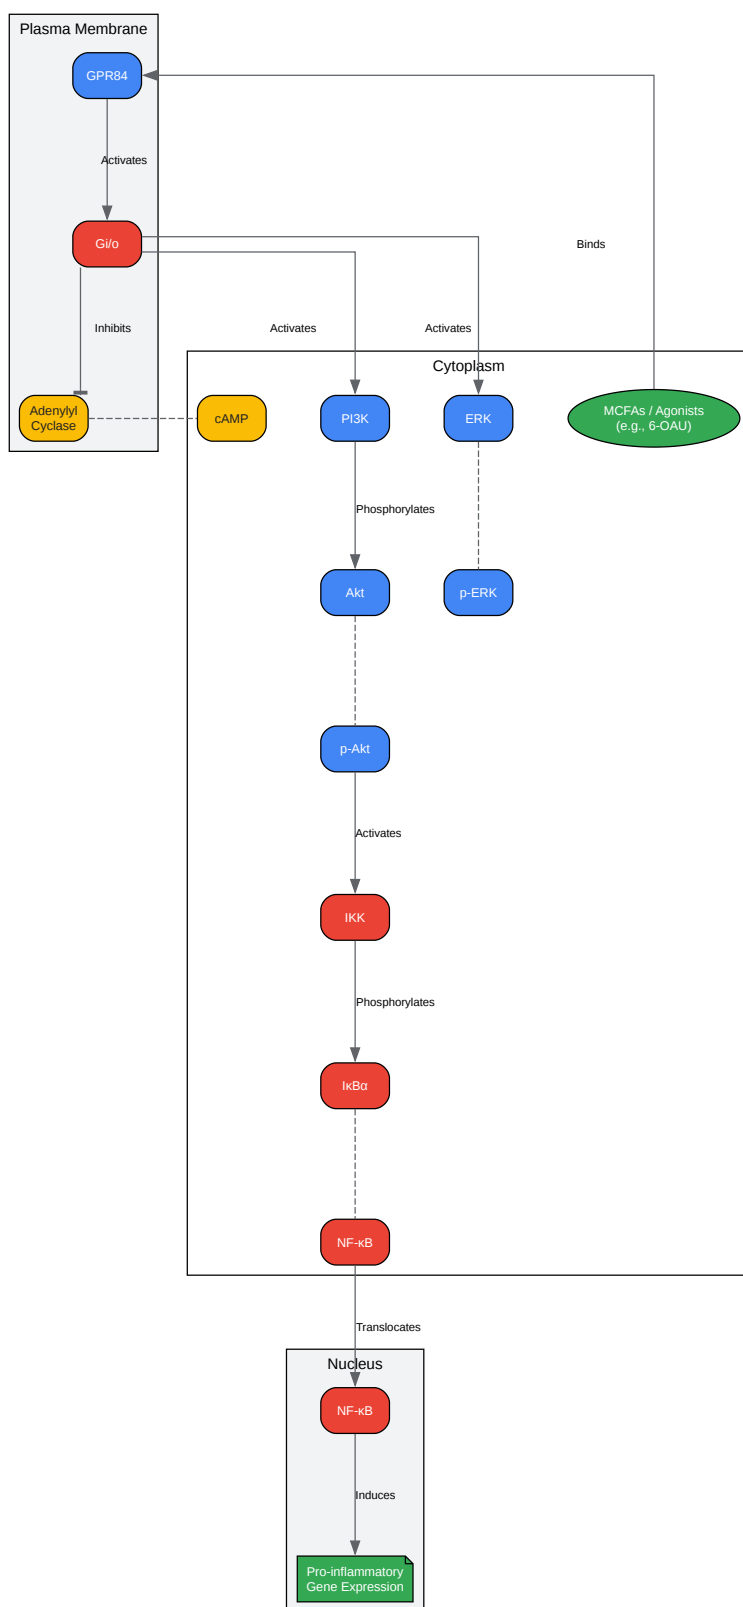 Plasma Membrane
GPR84
Activates
Gi/o
Binds
Inhibits
Activates
Activates
Cytoplasm
Adenylyl
Cyclase
cAMP
PI3K
ERK
MCFAs / Agonists
(e.g., 6-OAU)
Phosphorylates
Akt
p-ERK
p-Akt
Activates
IKK
Phosphorylates
IκBα
NF-κB
Translocates
Nucleus
NF-κB
Induces
Pro-inflammatory
Gene Expression